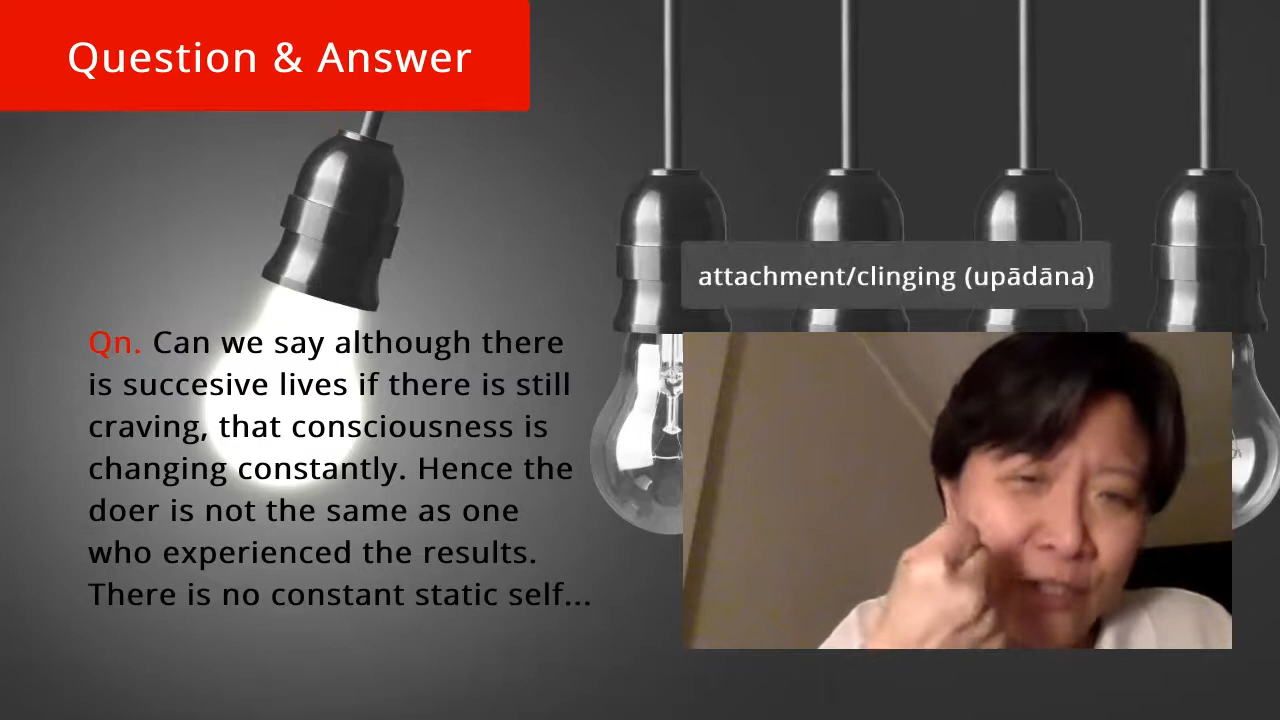 Question & Answer
attachment/clinging (upādāna)
Qn. Can we say although there
is succesive lives if there is still
craving, that consciousness is
changing constantly. Hence the
doer is not the same as one
who experienced the results.
There is no constant static self...